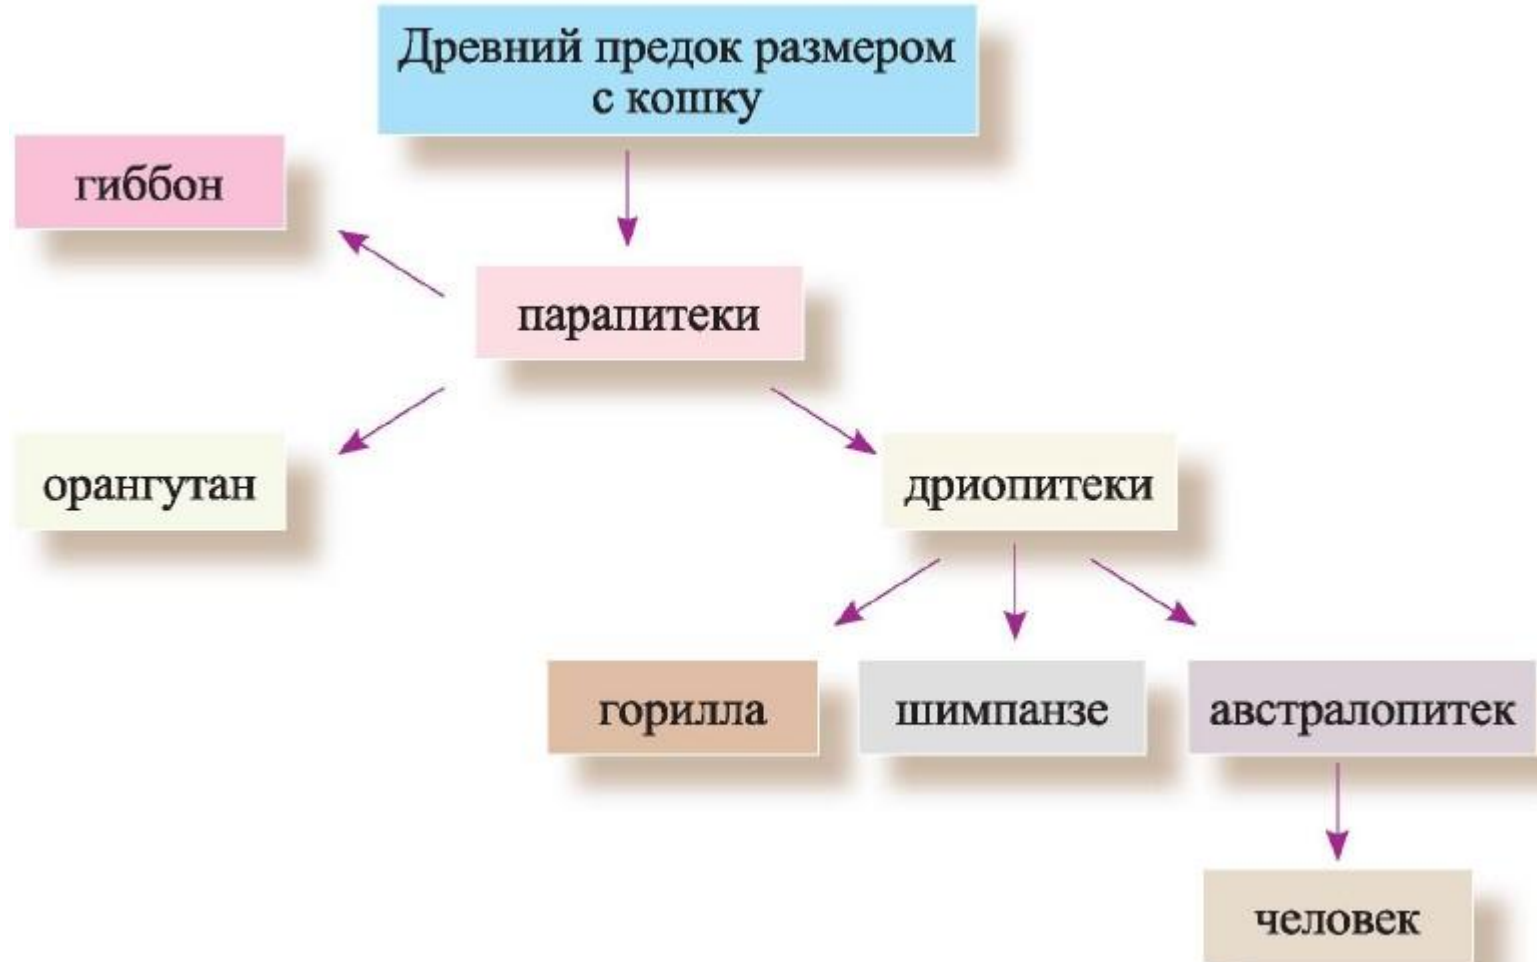 Древний предок размером
с кошку
гиббон
парапитеки
орангутан
дриопитеки
горилла
шимпанзе
австралопитек
человек